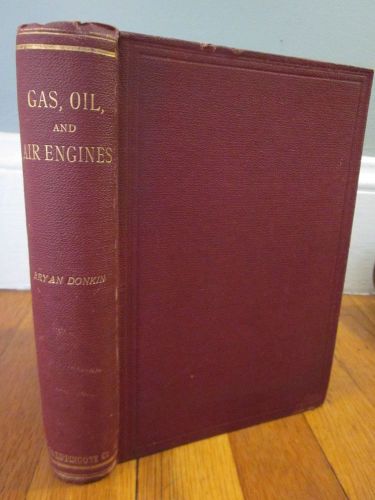 GAS, OIL,
AND
AIR ENGINES
BRYAN DONKIN